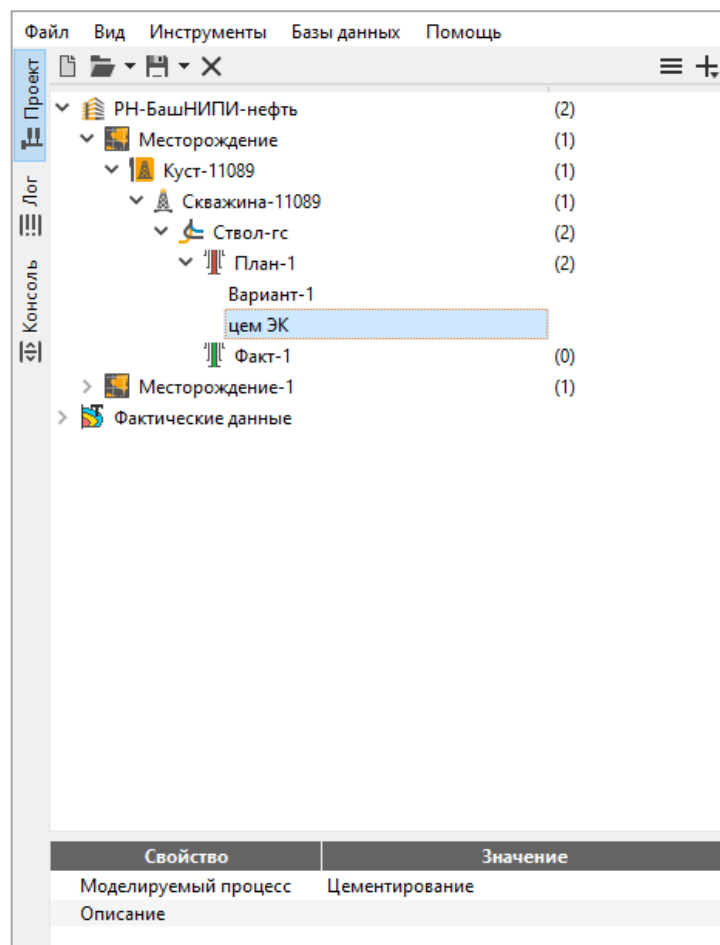 Файл Вид Инструменты Базы данных Помощь
Проект
Лог
Консоль
РН-БашНИПИ-нефть (2)
Месторождение (1)
Куст-11089 (1)
Скважина-11089 (1)
Ствол-гс (2)
План-1 (2)
Вариант-1
цем ЭК
Факт-1 (0)
Месторождение-1 (1)
Фактические данные
Свойство Значение
Моделируемый процесс Цементирование
Описание